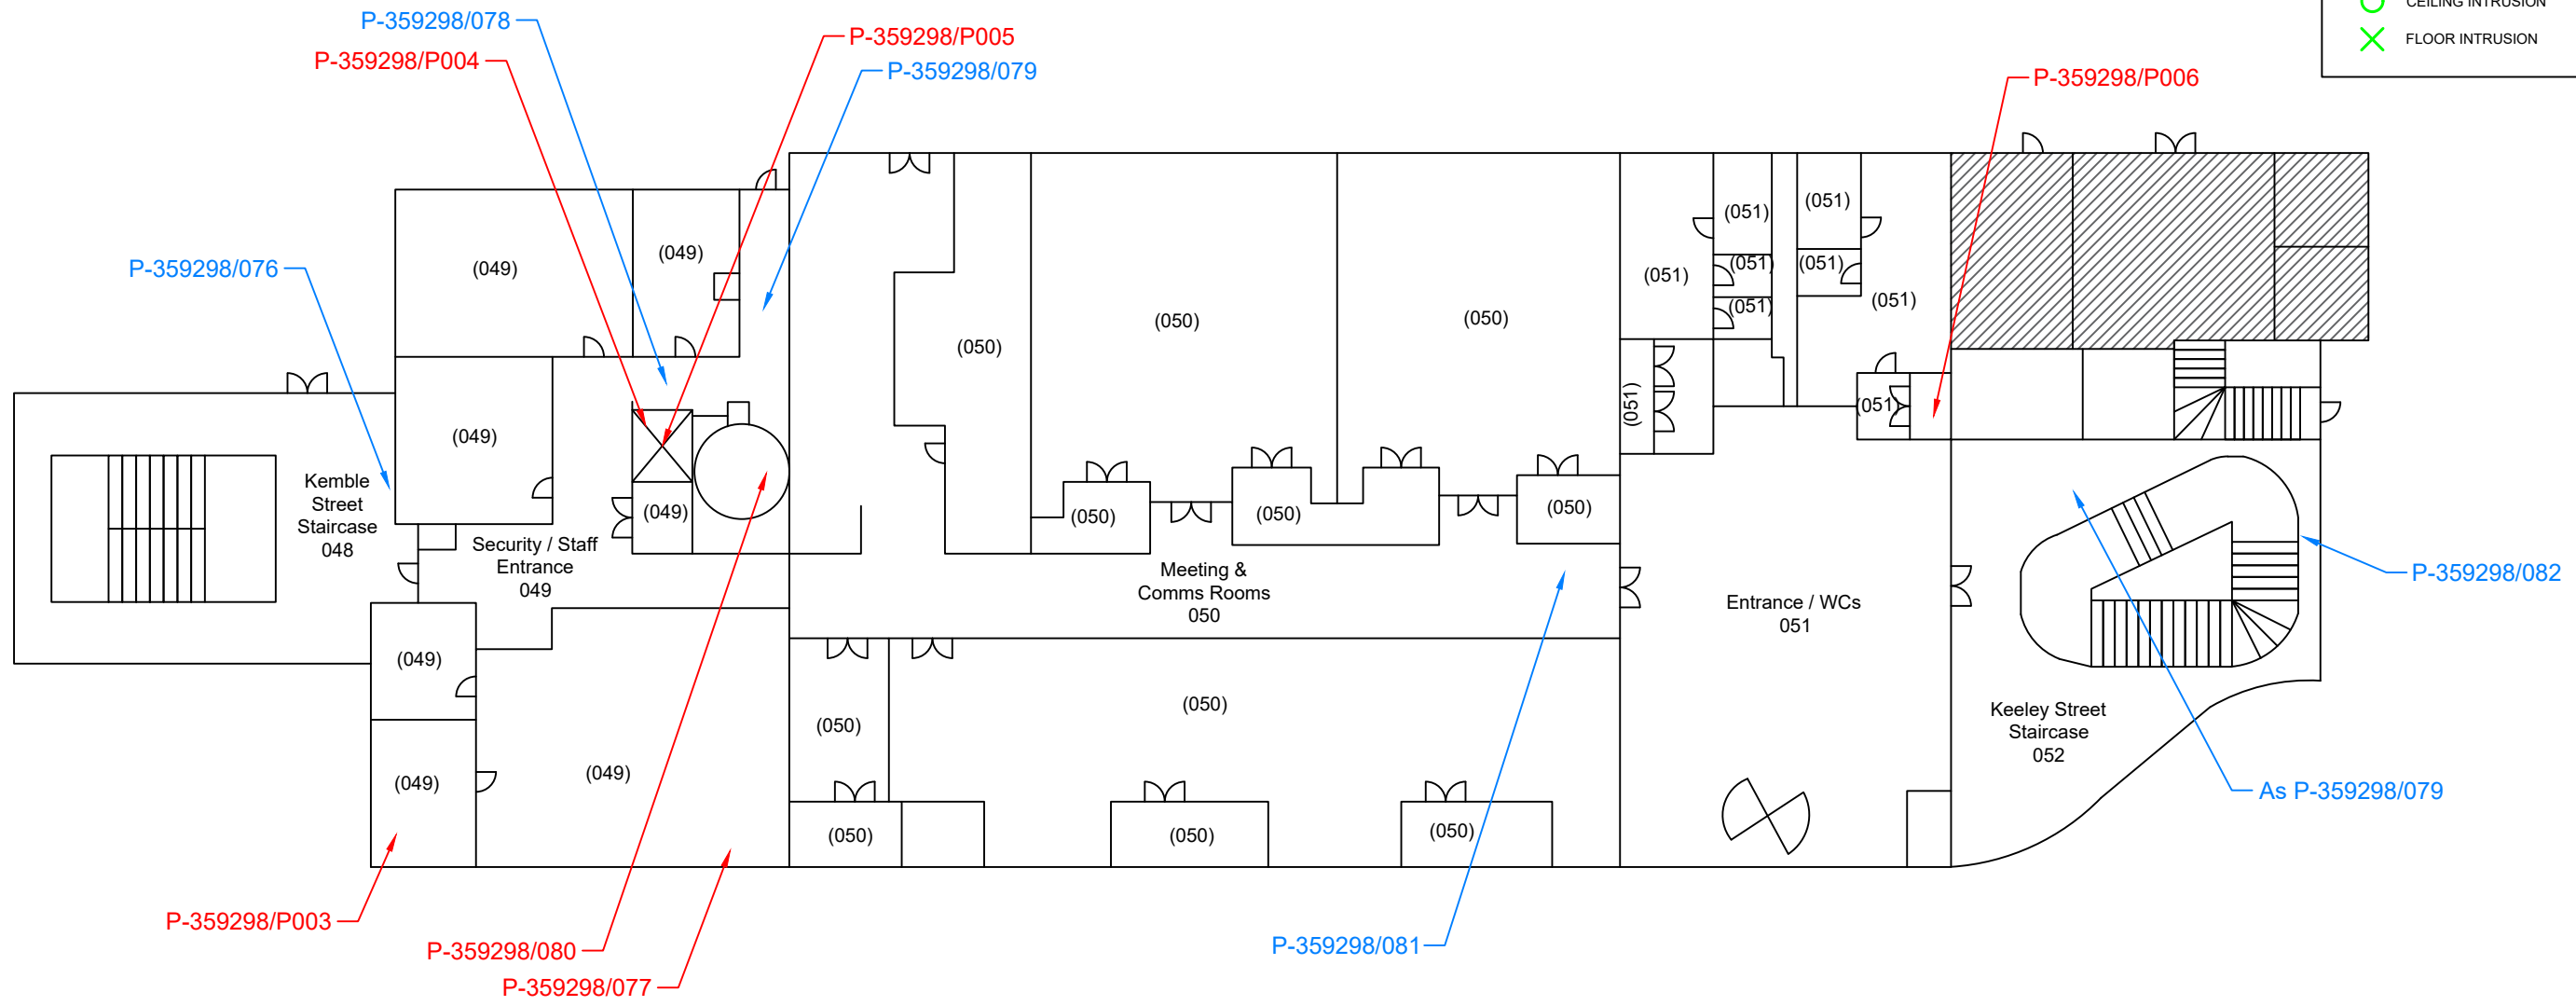 P-359298/078
P-359298/P004
P-359298/P005
P-359298/079
CEILING INTRUSION
FLOOR INTRUSION
P-359298/P006
P-359298/076
(049)
(049)
(049)
(049)
Kemble
Street
Staircase
048
Security / Staff
Entrance
049
(049)
(049)
(049)
(050)
(050)
(050)
(050)
(050)
(050)
Meeting &
Comms Rooms
050
(050)
(050)
(050)
(050)
(050)
(051)
(051)
(051)
(051)
(051)
(051)
(051)
(051)
(051)
Entrance / WCs
051
Keeley Street
Staircase
052
P-359298/082
As P-359298/079
P-359298/P003
P-359298/080
P-359298/077
P-359298/081